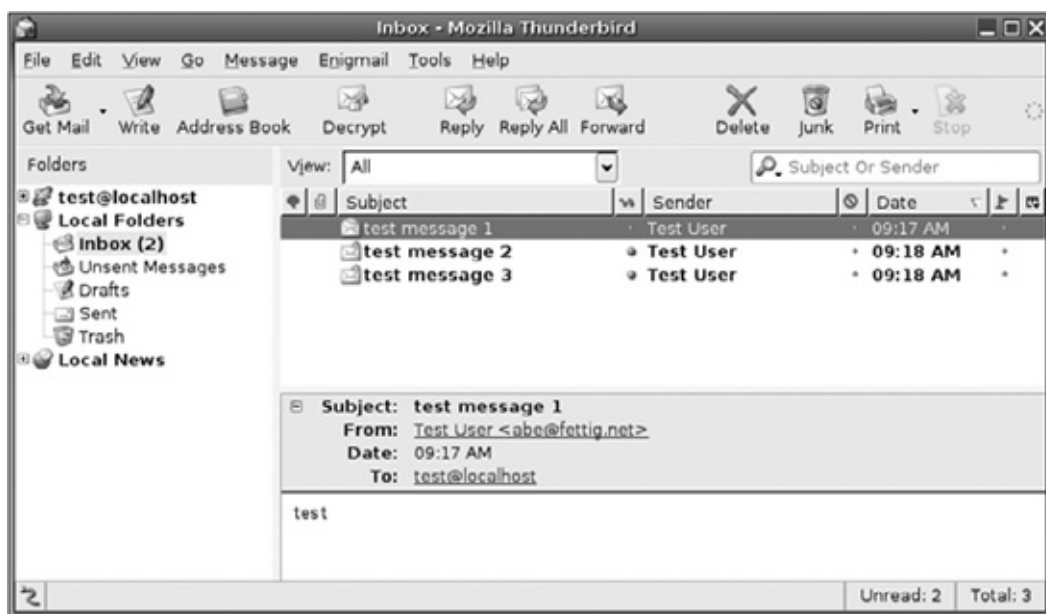 Inbox - Mozilla Thunderbird
File Edit View Go Message Enigmail Tools Help
Get Mail Write Address Book Decrypt Reply Reply All Forward Delete Junk Print Stop
Folders
View: All
Subject Or Sender
test@localhost
Local Folders
Inbox (2)
Unsent Messages
Drafts
Sent
Trash
Local News
Subject Sender Date
test message 1 Test User 09:17 AM
test message 2 Test User 09:18 AM
test message 3 Test User 09:18 AM
Subject: test message 1
From: Test User <abe@fettig.net>
Date: 09:17 AM
To: test@localhost
test
Unread: 2 Total: 3